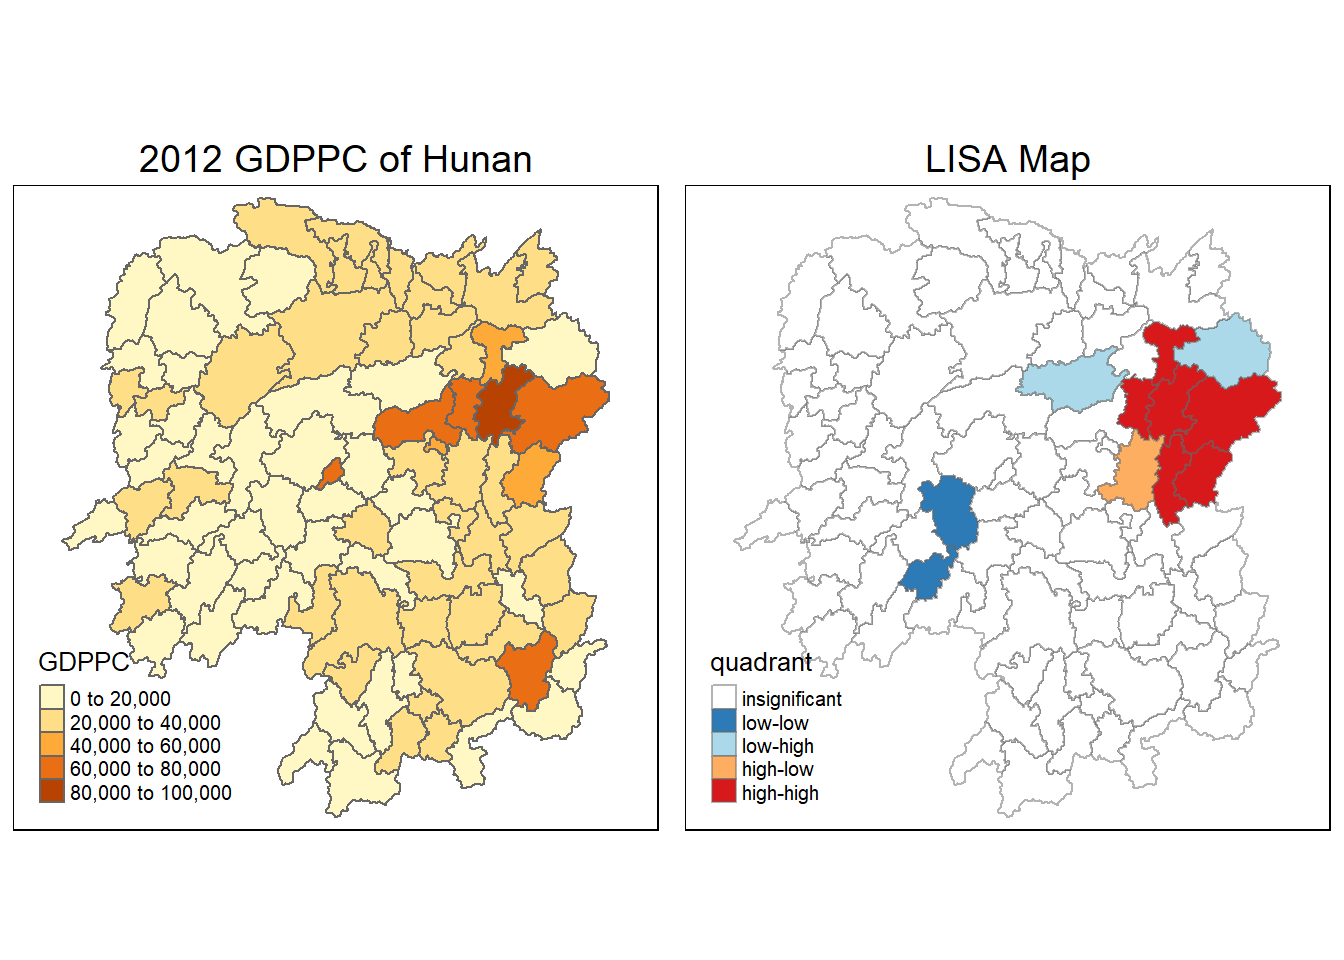 2012 GDPPC of Hunan
GDPPC
0 to 20,000
20,000 to 40,000
40,000 to 60,000
60,000 to 80,000
80,000 to 100,000
LISA Map
quadrant
insignificant
low-low
low-high
high-low
high-high